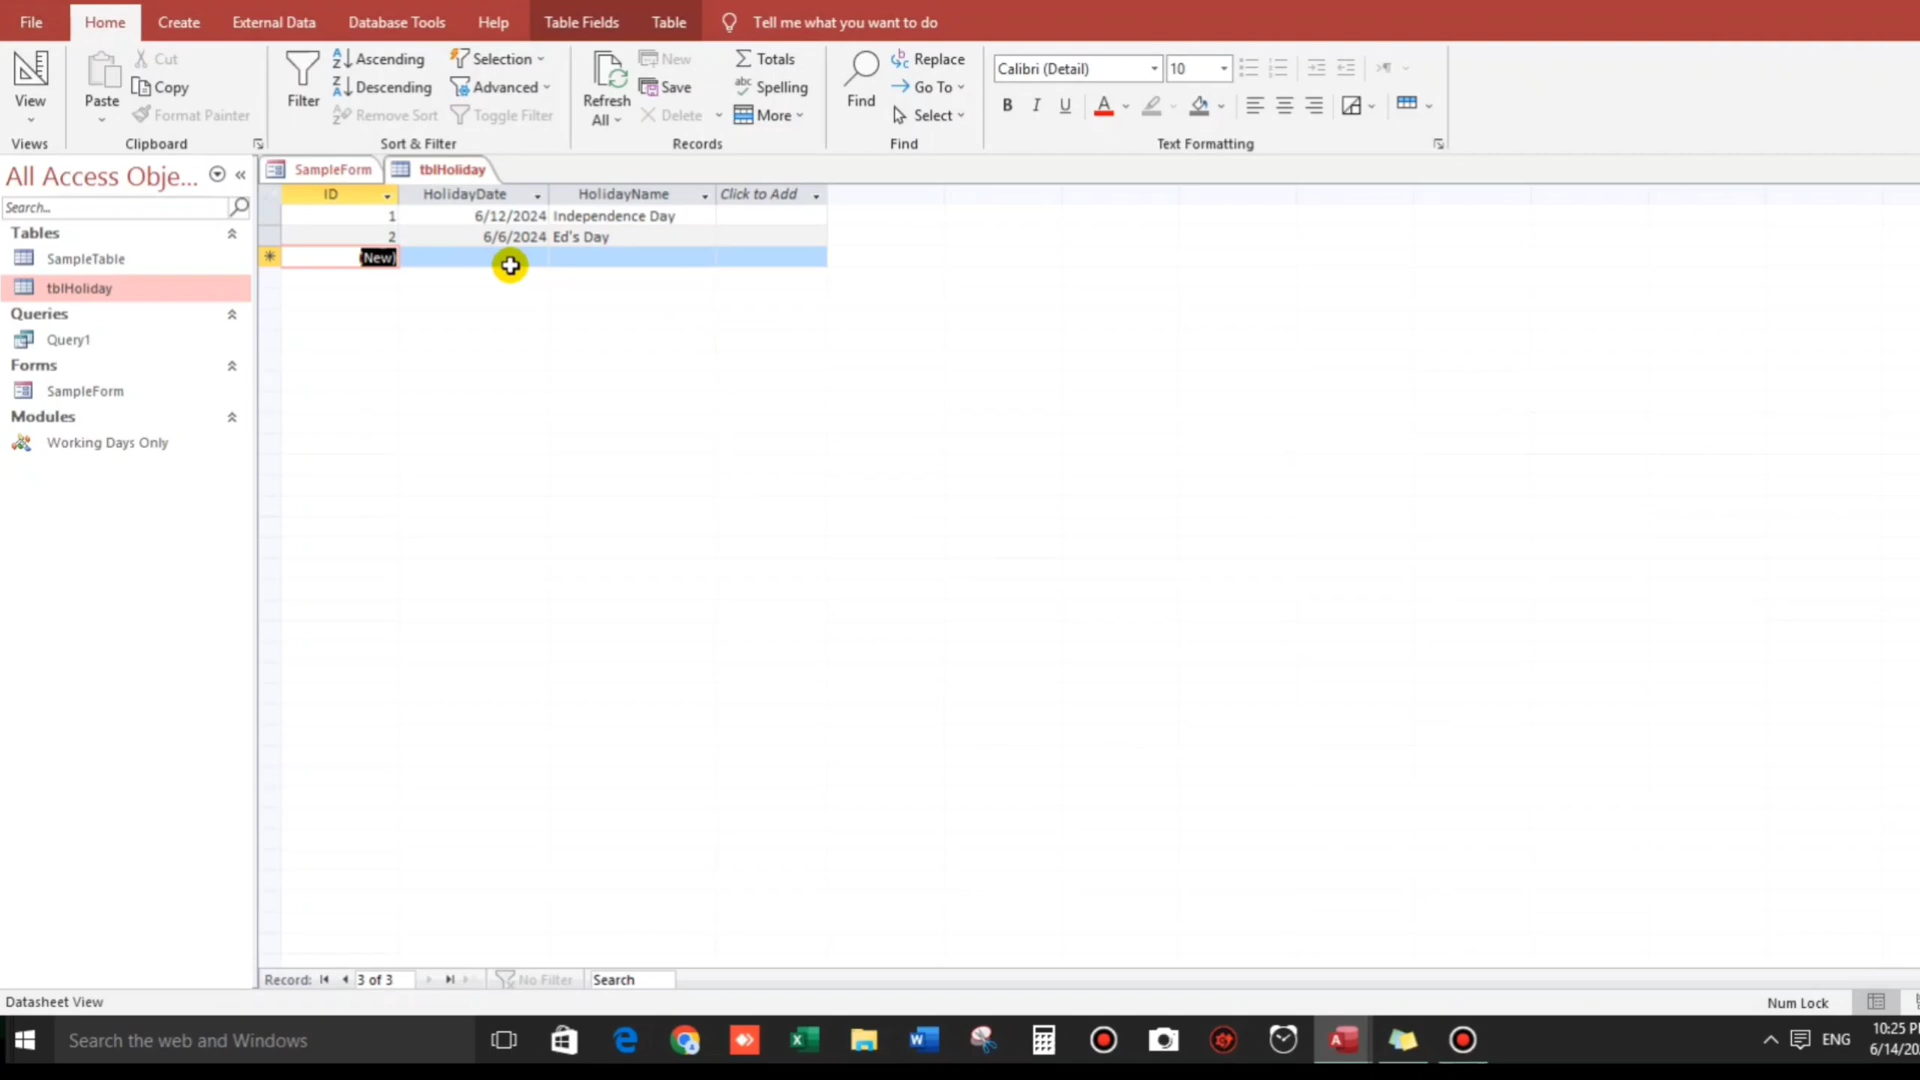 File Home Create External Data Database Tools Help Table Fields Table Tell me what you want to do
View
Views
Paste
Cut
Copy
Format Painter
Clipboard
Filter
Ascending
Descending
Remove Sort
Selection
Advanced
Toggle Filter
Sort & Filter
Refresh
All
New
Save
Delete
Totals
Spelling
More
Records
Find
Replace
Go To
Select
Find
Calibri (Detail) 10
B I U A
Text Formatting
All Access Obje...
Search...
Tables
SampleTable
tblHoliday
Queries
Query1
Forms
SampleForm
Modules
Working Days Only
SampleForm tblHoliday
ID HolidayDate HolidayName Click to Add
1 6/12/2024 Independence Day
2 6/6/2024 Ed's Day
(New)
Record: 3 of 3 No Filter Search
Datasheet View Num Lock
Search the web and Windows
ENG
10:25 P
6/14/20